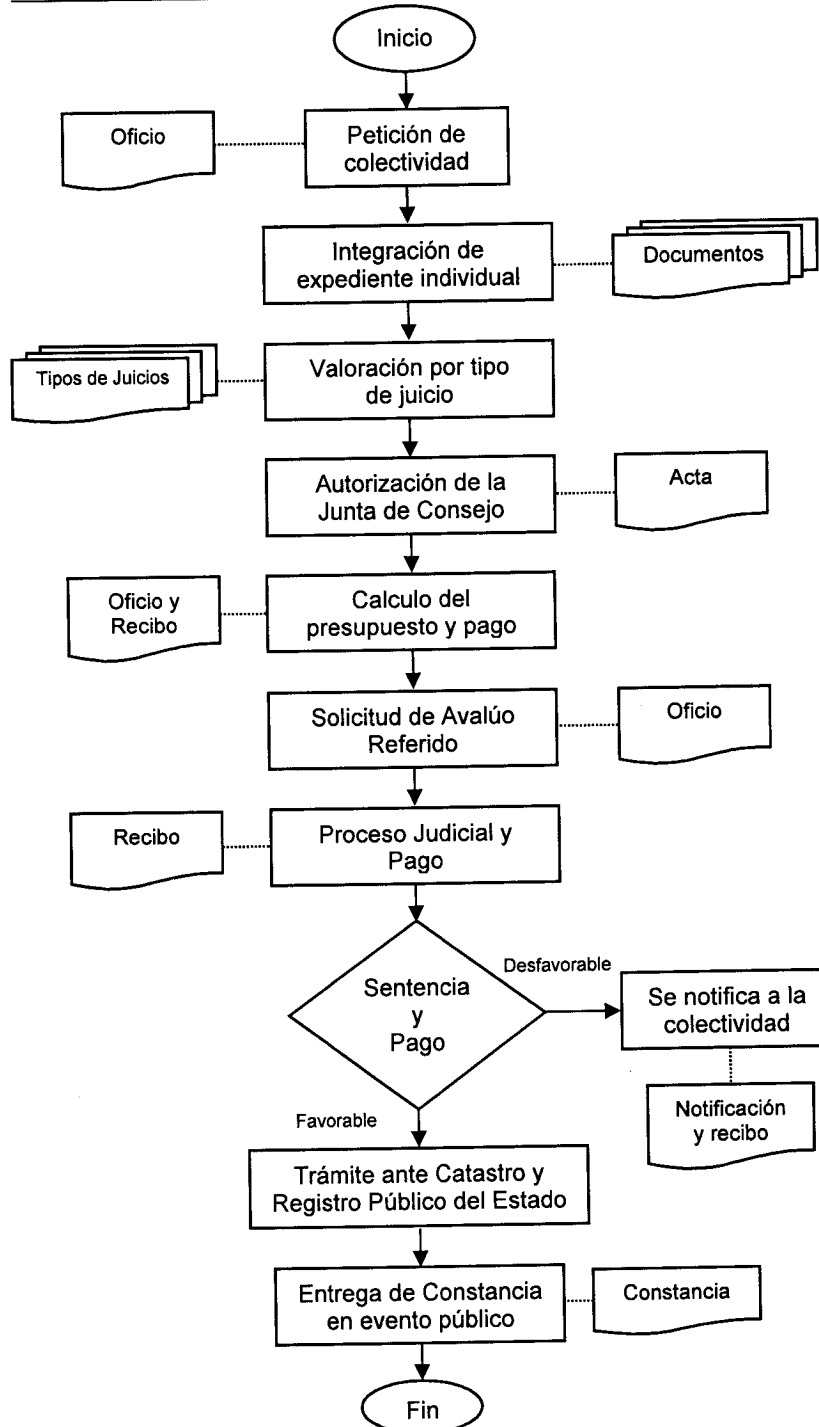 Inicio
Oficio
Petición de
colectividad
Integración de
expediente individual
Documentos
Tipos de Juicios
Valoración por tipo
de juicio
Autorización de la
Junta de Consejo
Acta
Oficio y
Recibo
Calculo del
presupuesto y pago
Solicitud de Avalúo
Referido
Oficio
Recibo
Proceso Judicial y
Pago
Sentencia
y
Pago
Desfavorable
Se notifica a la
colectividad
Notificación
y recibo
Favorable
Trámite ante Catastro y
Registro Público del Estado
Entrega de Constancia
en evento público
Constancia
Fin